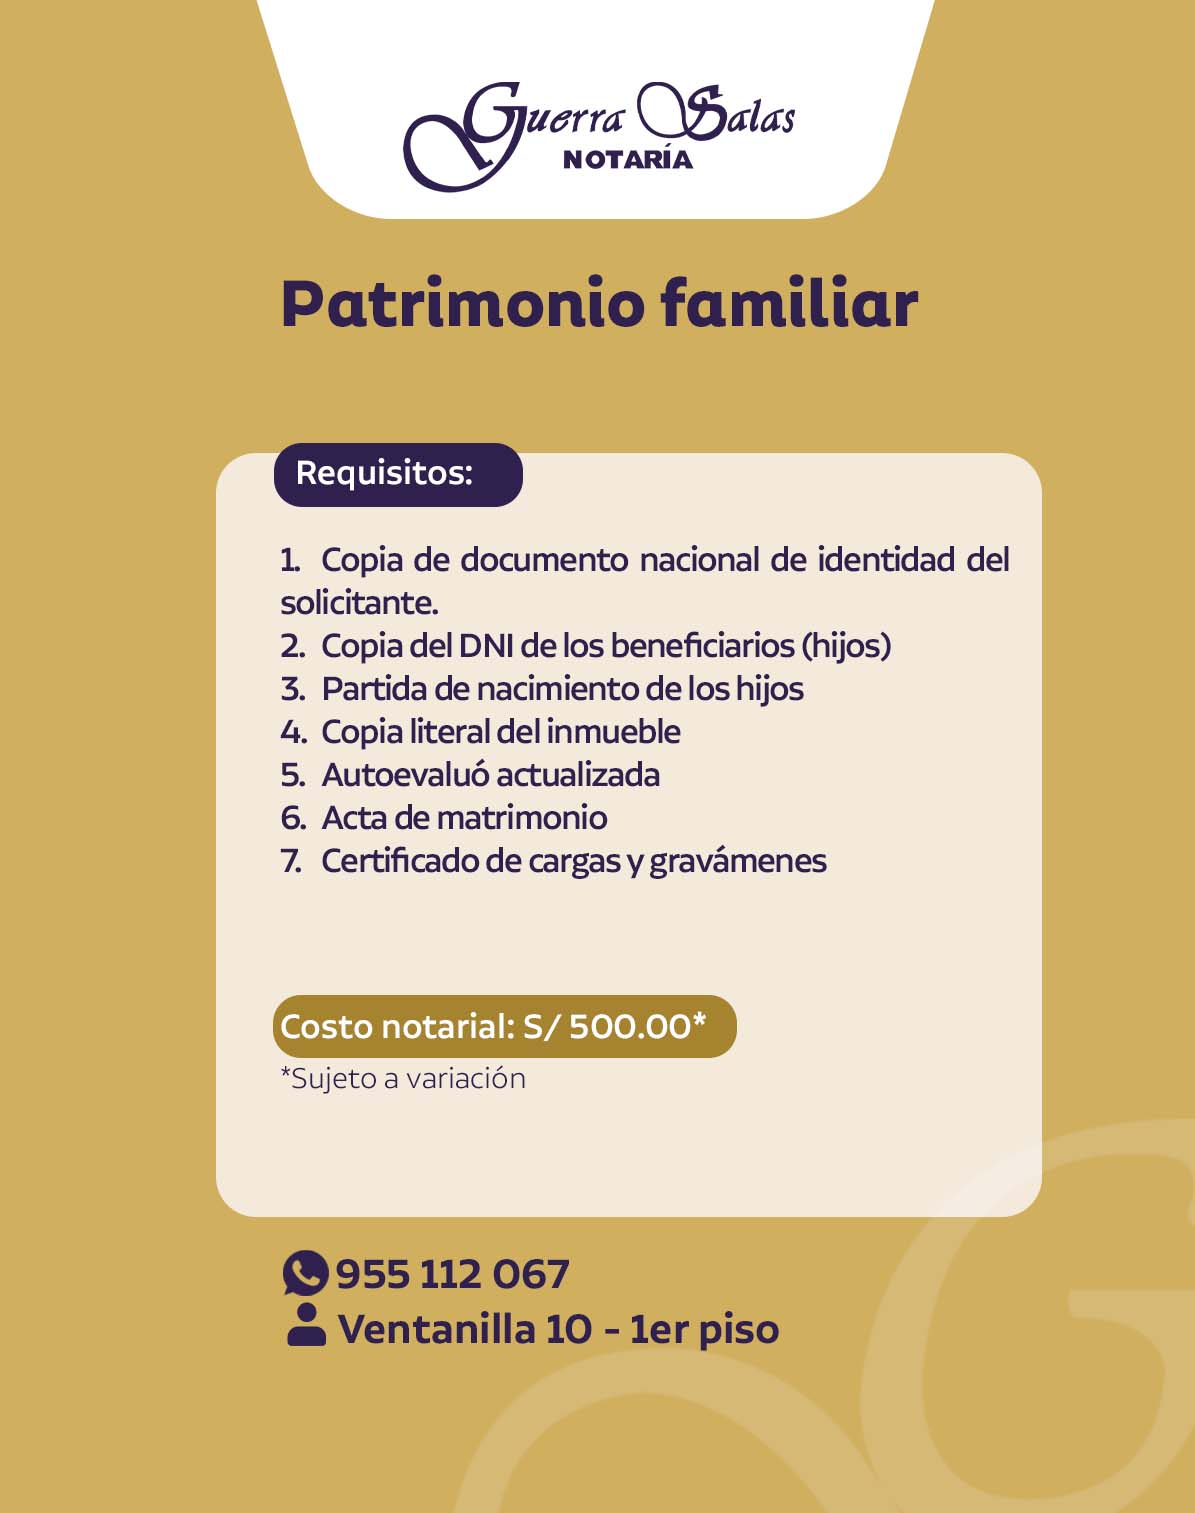 Guerra Salas
NOTARÍA
Patrimonio familiar
Requisitos:
1. Copia de documento nacional de identidad del
solicitante.
2. Copia del DNI de los beneficiarios (hijos)
3. Partida de nacimiento de los hijos
4. Copia literal del inmueble
5. Autoevaluó actualizada
6. Acta de matrimonio
7. Certificado de cargas y gravámenes
Costo notarial: S/ 500.00*
*Sujeto a variación
955 112 067
Ventanilla 10 - 1er piso